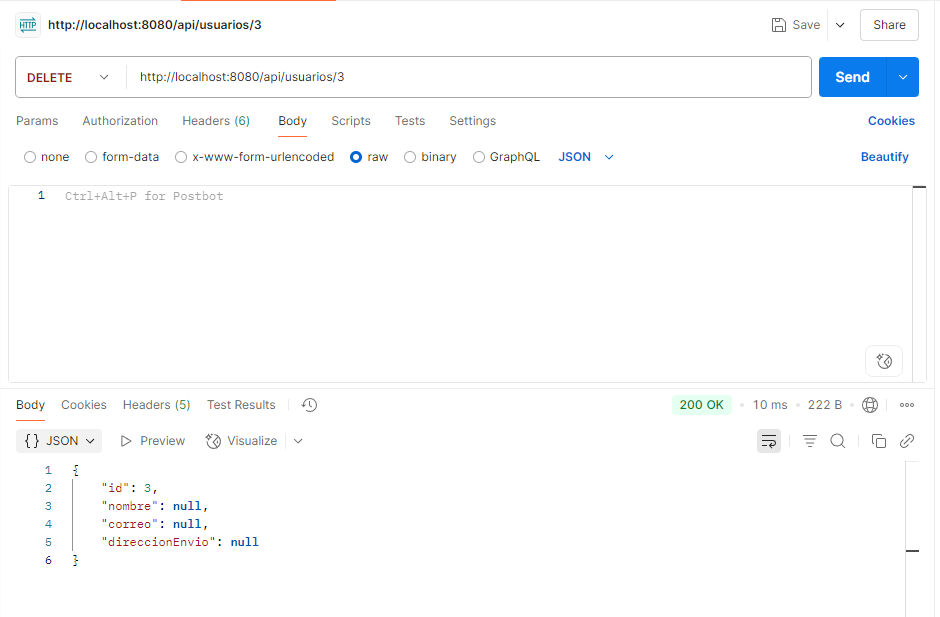 HTTP http://localhost:8080/api/usuarios/3 Save Share
DELETE http://localhost:8080/api/usuarios/3 Send
Params Authorization Headers (6) Body Scripts Tests Settings Cookies
none form-data x-www-form-urlencoded raw binary GraphQL JSON Beautify
1 Ctrl+Alt+P for Postbot
Body Cookies Headers (5) Test Results 200 OK • 10 ms • 222 B •
{} JSON Preview Visualize
1 {
2 "id": 3,
3 "nombre": null,
4 "correo": null,
5 "direccionEnvio": null
6 }